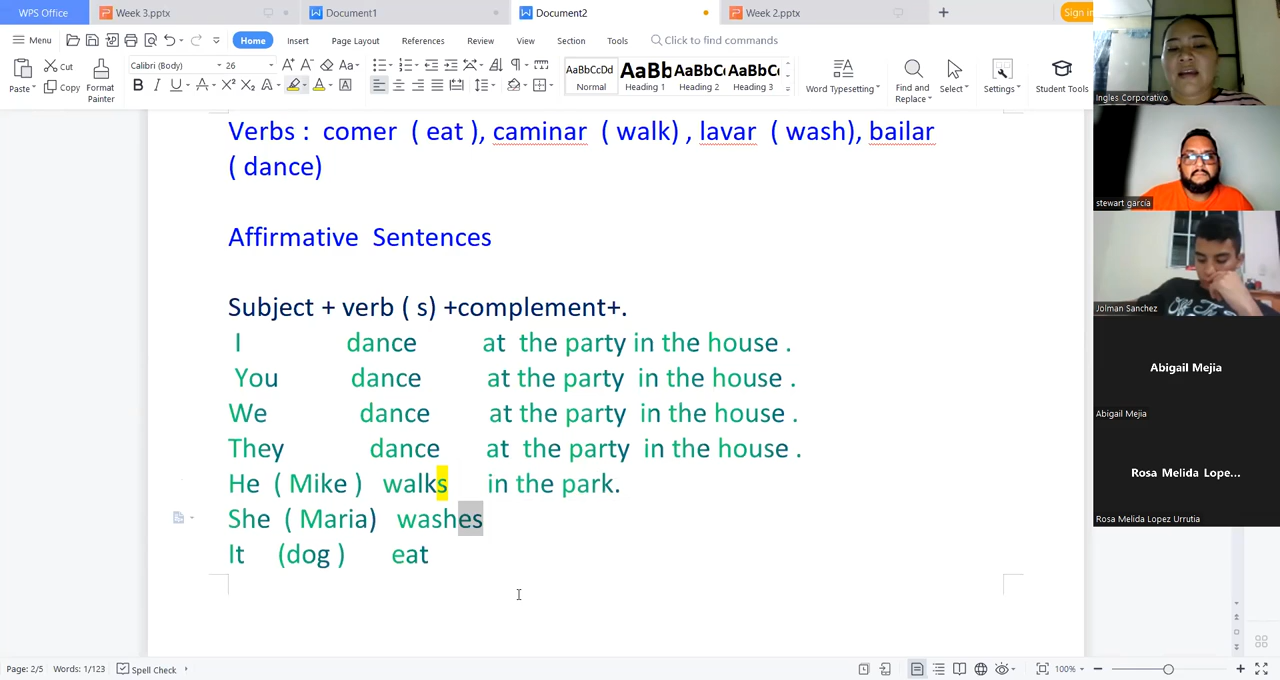 WPS Office
Week 3.pptx
Document1
Document2
Week 2.pptx
Sign in
Menu
Home
Insert
Page Layout
References
Review
View
Section
Tools
Click to find commands
Paste
Cut
Copy
Format Painter
Calibri (Body)
26
AaBbCcDd
Normal
AaBb
Heading 1
AaBbCc
Heading 2
AaBbCc
Heading 3
Word Typesetting
Find and Replace
Select
Settings
Student Tools
Verbs : comer ( eat ), caminar ( walk) , lavar ( wash), bailar
( dance)
Affirmative Sentences
Subject + verb ( s) +complement+.
I dance at the party in the house .
You dance at the party in the house .
We dance at the party in the house .
They dance at the party in the house .
He ( Mike ) walks in the park.
She ( Maria) washes
It (dog ) eat
Ingles Corporativo
stewart garcía
Jolman Sanchez
Abigail Mejia
Abigail Mejia
Rosa Melida Lope...
Rosa Melida Lopez Urrutia
Page: 2/5 Words: 1/123 Spell Check
100%